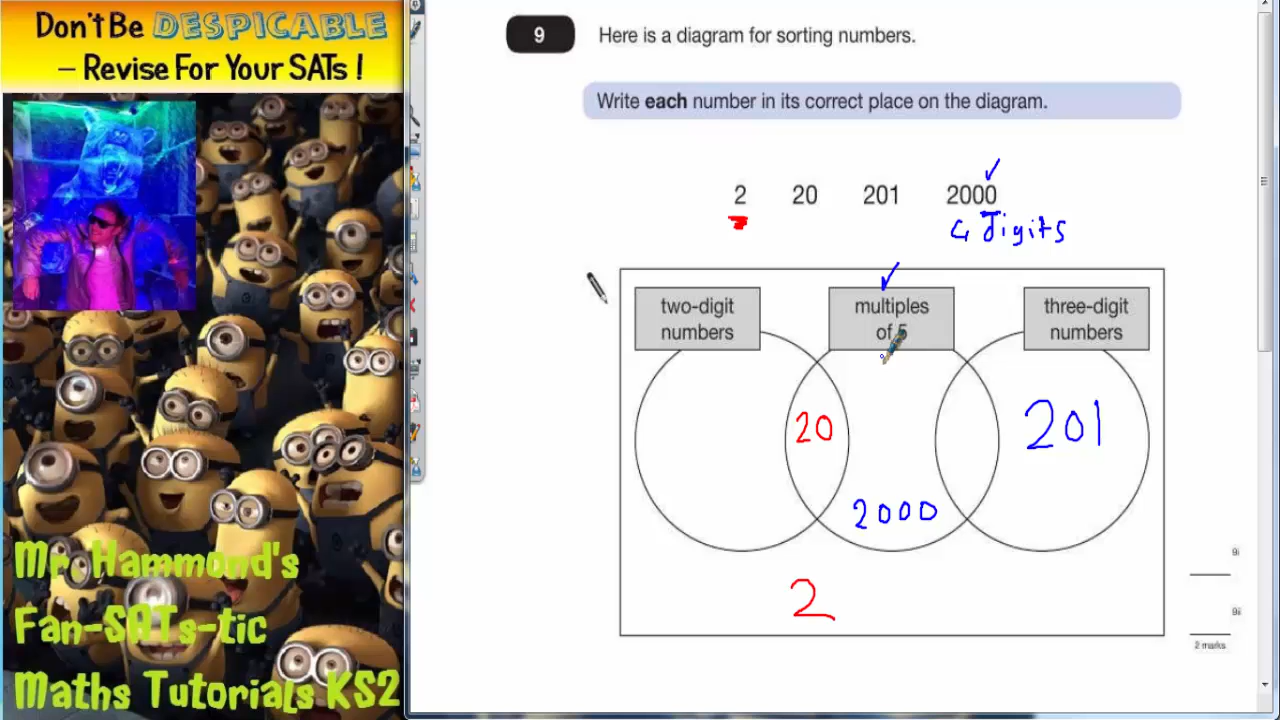 Don't Be DESPICABLE
– Revise For Your SATs !
Mr. Hammond's
Fan-SATs-tic
Maths Tutorials KS2
9 Here is a diagram for sorting numbers.
Write each number in its correct place on the diagram.
2 20 201 2000
4 Digits
two-digit
numbers
multiples
of 5
three-digit
numbers
20
201
2000
2
9i
9ii
2 marks